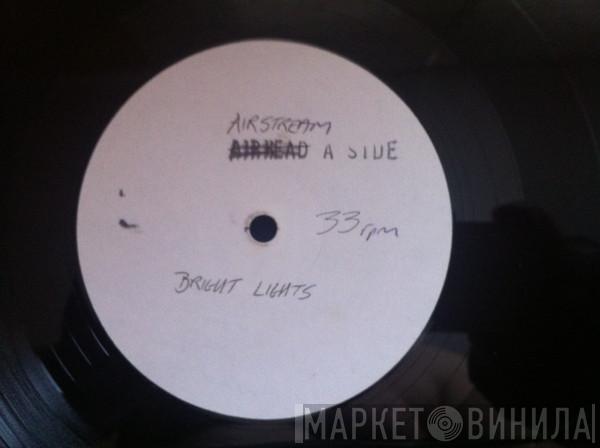 AIRSTREAM
AIRHEAD A SIDE
33rpm
BRIGHT LIGHTS
МАРКЕТ ВИНИЛА